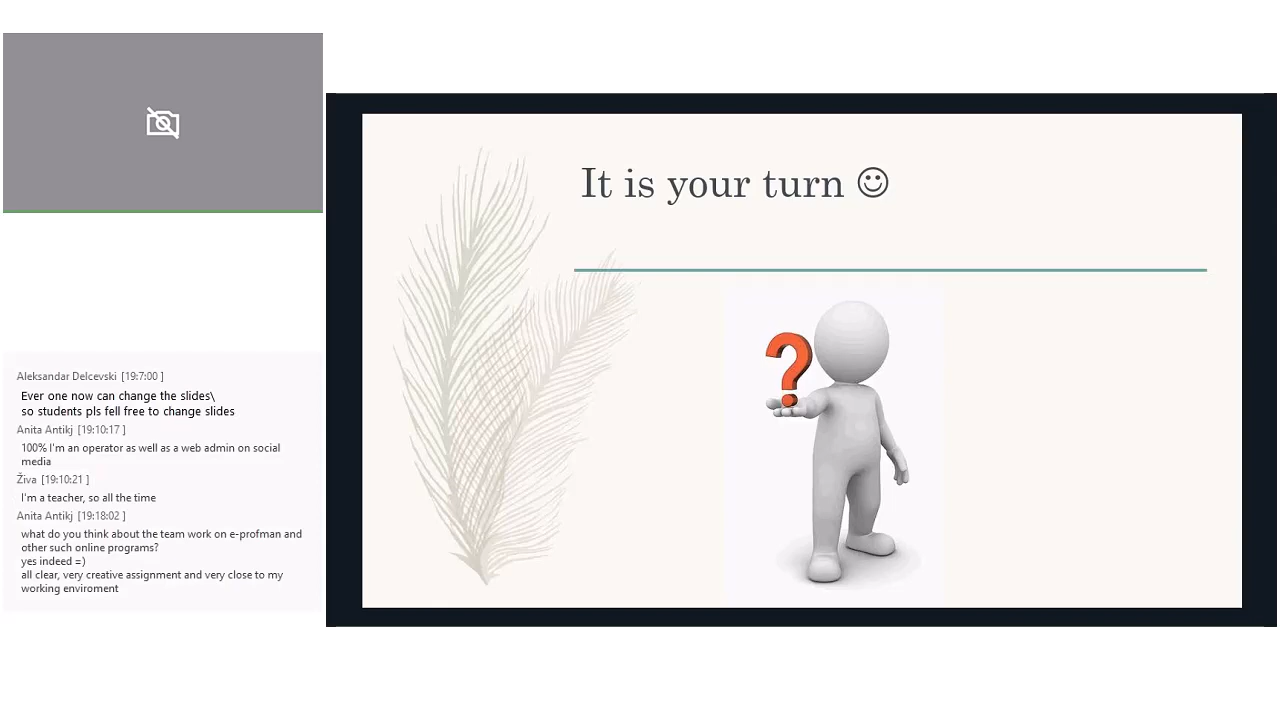 It is your turn ☺
?
Aleksandar Delcevski [19:7:00 ]
Ever one now can change the slides\
so students pls fell free to change slides
Anita Antikj [19:10:17 ]
100% I'm an operator as well as a web admin on social
media
Živa [19:10:21 ]
I'm a teacher, so all the time
Anita Antikj [19:18:02 ]
what do you think about the team work on e-profman and
other such online programs?
yes indeed =)
all clear, very creative assignment and very close to my
working enviroment